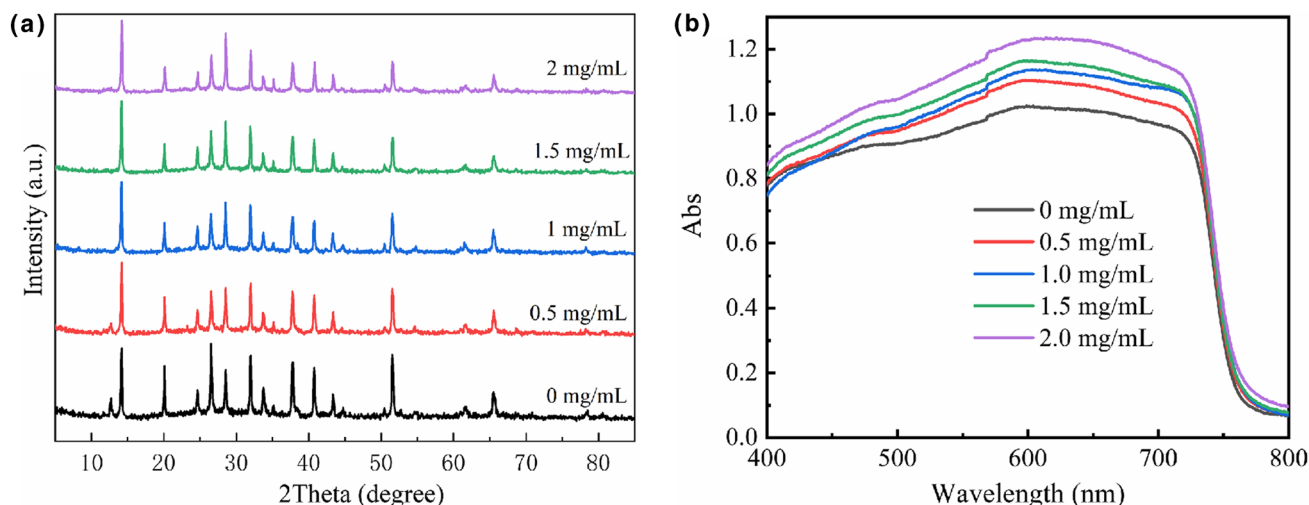 (a)
2 mg/mL
1.5 mg/mL
1 mg/mL
0.5 mg/mL
0 mg/mL
Intensity (a.u.)
10 20 30 40 50 60 70 80
2Theta (degree)
(b)
1.2
1.0
0.8
0.6
0.4
0.2
0.0
Abs
0 mg/mL
0.5 mg/mL
1.0 mg/mL
1.5 mg/mL
2.0 mg/mL
400 500 600 700 800
Wavelength (nm)